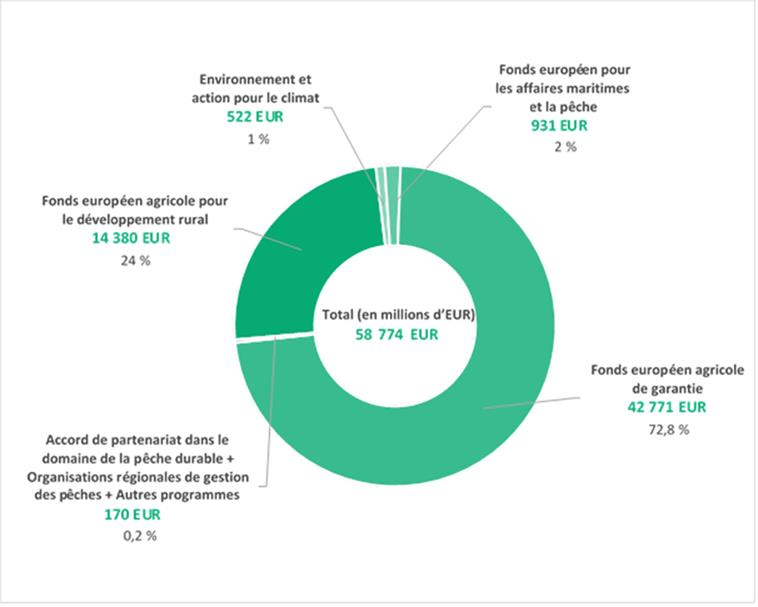 Environnement et
action pour le climat
522 EUR
1 %
Fonds européen pour
les affaires maritimes
et la pêche
931 EUR
2 %
Fonds européen agricole pour
le développement rural
14 380 EUR
24 %
Total (en millions d’EUR)
58 774 EUR
Fonds européen agricole
de garantie
42 771 EUR
72,8 %
Accord de partenariat dans le
domaine de la pêche durable +
Organisations régionales de gestion
des pêches + Autres programmes
170 EUR
0,2 %